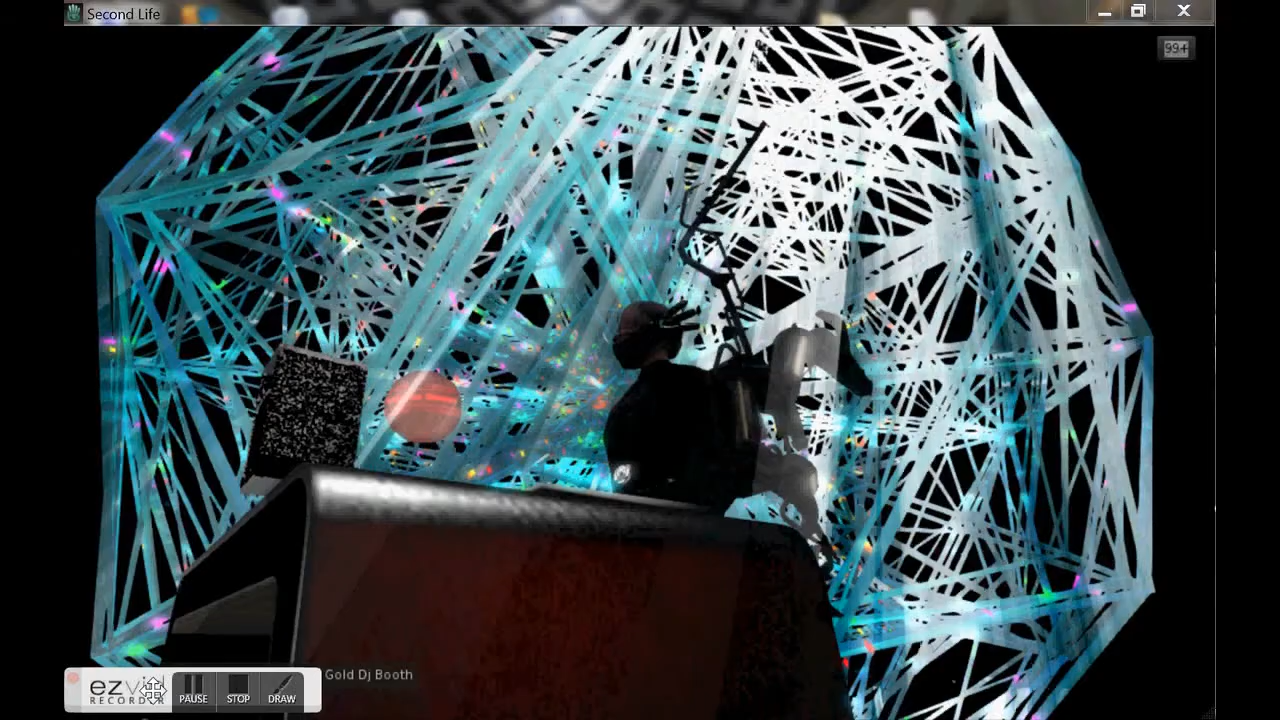 Second Life
99+
Gold Dj Booth
ezvid
RECORDER
PAUSE
STOP
DRAW